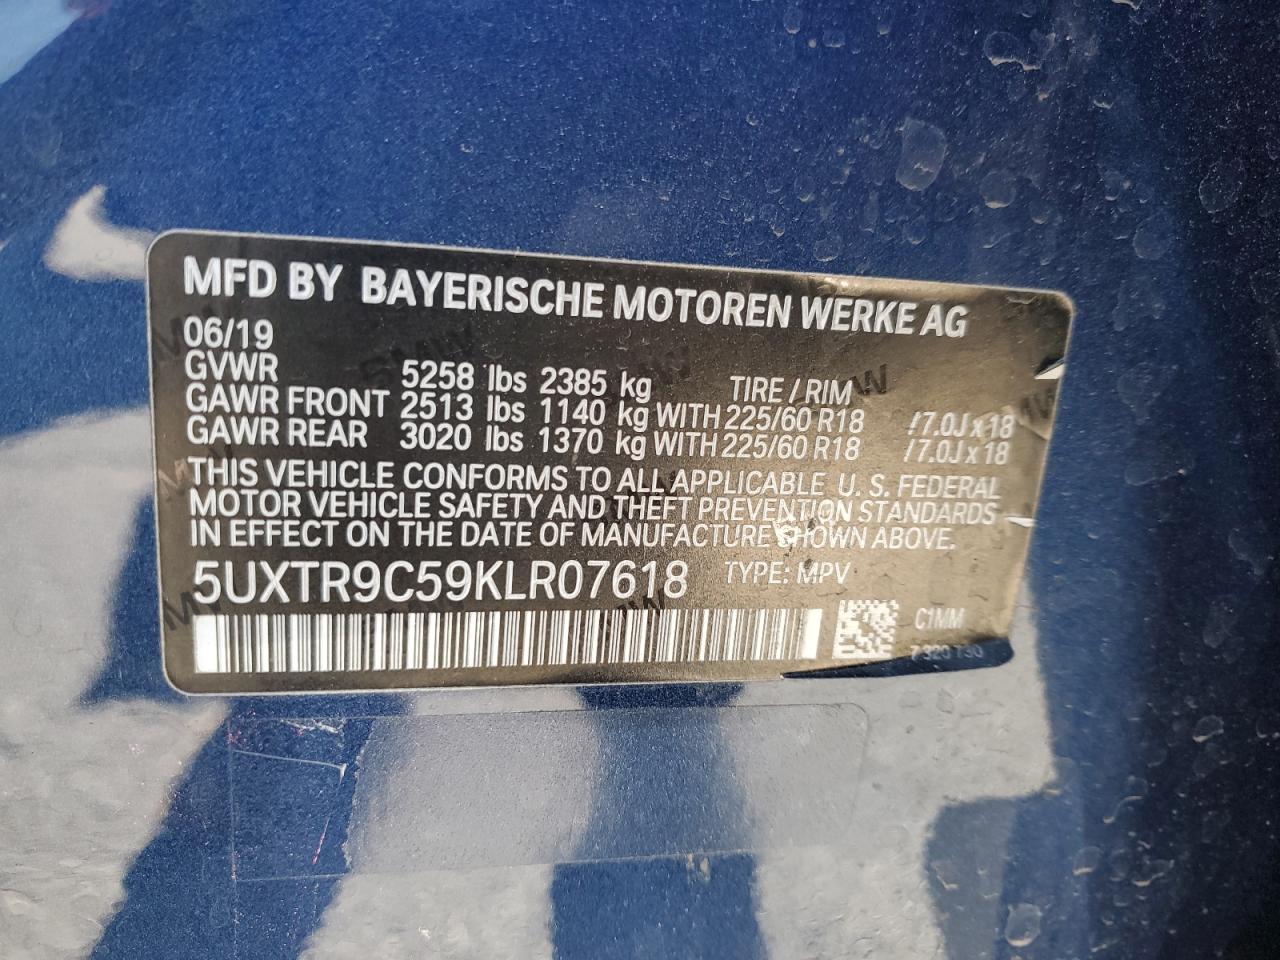 MFD BY BAYERISCHE MOTOREN WERKE AG
06/19
GVWR 5258 lbs 2385 kg TIRE / RIM
GAWR FRONT 2513 lbs 1140 kg WITH 225/60 R18 /7.0J x 18
GAWR REAR 3020 lbs 1370 kg WITH 225/60 R18 /7.0J x 18
THIS VEHICLE CONFORMS TO ALL APPLICABLE U. S. FEDERAL
MOTOR VEHICLE SAFETY AND THEFT PREVENTION STANDARDS
IN EFFECT ON THE DATE OF MANUFACTURE SHOWN ABOVE.
5UXTR9C59KLR07618 TYPE: MPV
C1MM
7 320